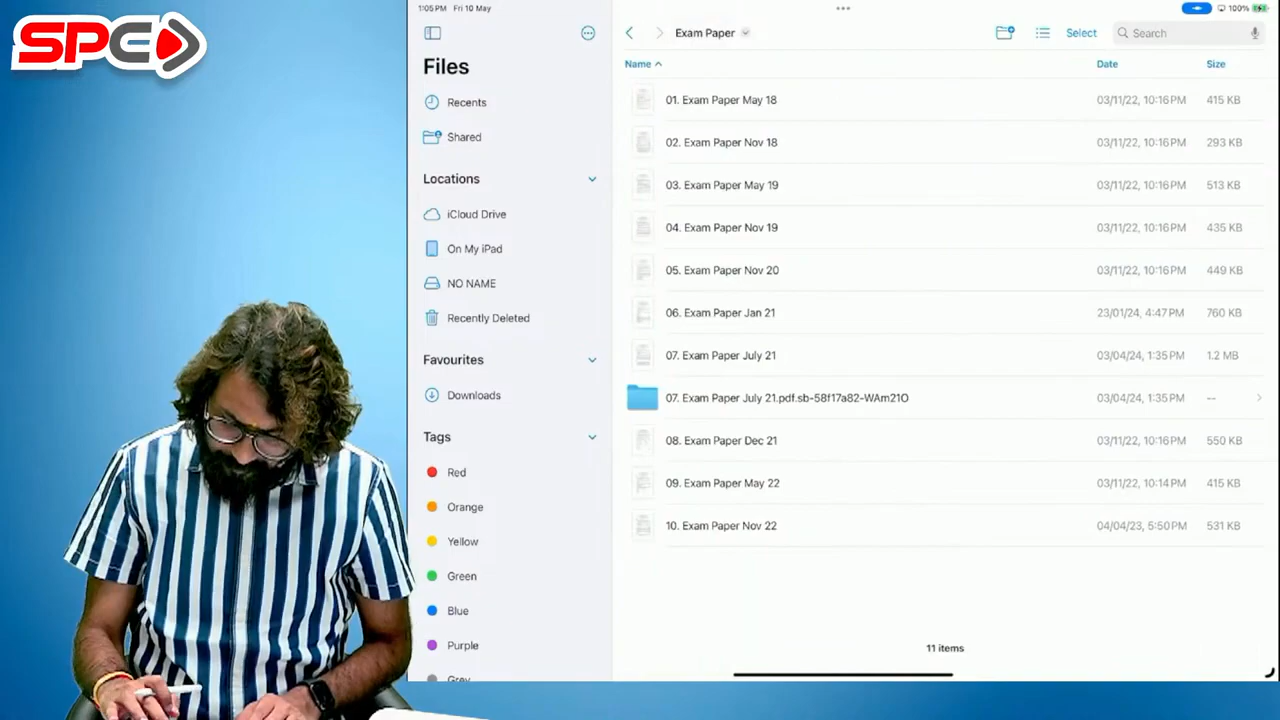 SPC
1:05 PM Fri 10 May
100%
Exam Paper
Select
Search
Files
Name
Date
Size
Recents
01. Exam Paper May 18
03/11/22, 10:16 PM
415 KB
Shared
02. Exam Paper Nov 18
03/11/22, 10:16 PM
293 KB
Locations
03. Exam Paper May 19
03/11/22, 10:16 PM
513 KB
iCloud Drive
04. Exam Paper Nov 19
03/11/22, 10:16 PM
435 KB
On My iPad
05. Exam Paper Nov 20
03/11/22, 10:16 PM
449 KB
NO NAME
06. Exam Paper Jan 21
23/01/24, 4:47 PM
760 KB
Recently Deleted
07. Exam Paper July 21
03/04/24, 1:35 PM
1.2 MB
Favourites
07. Exam Paper July 21.pdf.sb-58f17a82-WAm21O
03/04/24, 1:35 PM
--
Downloads
08. Exam Paper Dec 21
03/11/22, 10:16 PM
550 KB
Tags
09. Exam Paper May 22
03/11/22, 10:14 PM
415 KB
Red
10. Exam Paper Nov 22
04/04/23, 5:50 PM
531 KB
Orange
Yellow
Green
Blue
Purple
Grey
11 items